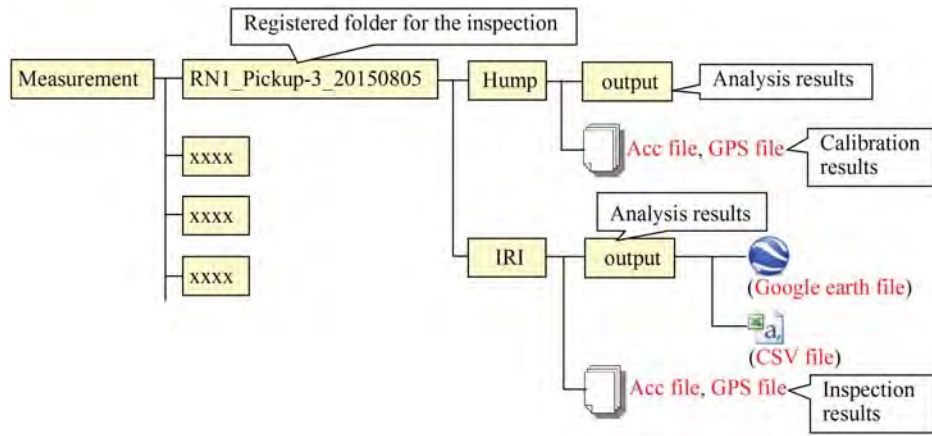 Registered folder for the inspection
Measurement
RN1_Pickup-3_20150805
Hump
output
Analysis results
Acc file, GPS file
Calibration
results
xxxx
xxxx
xxxx
Analysis results
IRI
output
(Google earth file)
a,
(CSV file)
Acc file, GPS file
Inspection
results